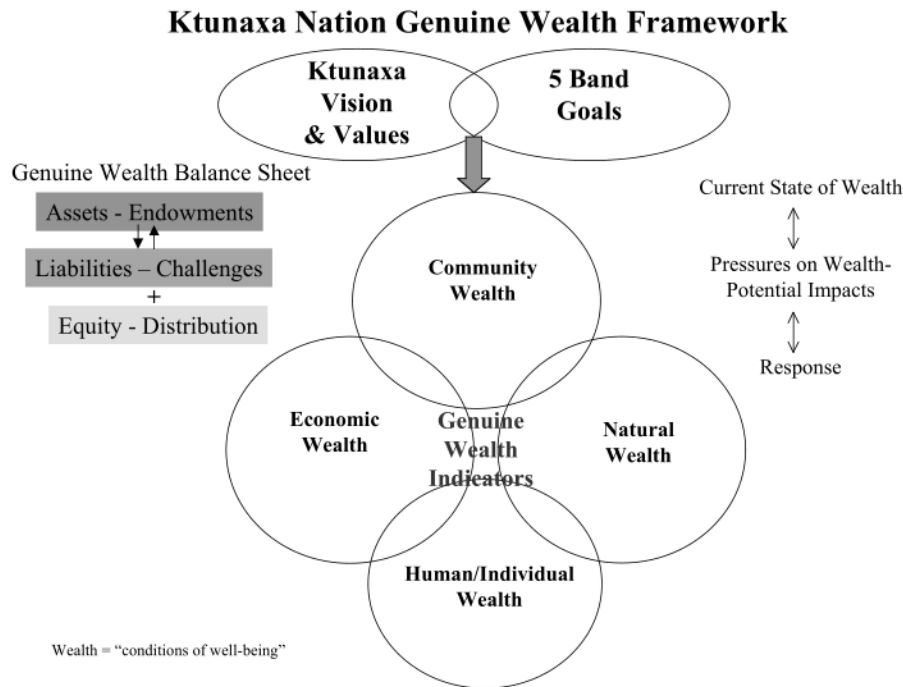 Ktunaxa Nation Genuine Wealth Framework
Ktunaxa
Vision
& Values
5 Band
Goals
Genuine Wealth Balance Sheet
Assets - Endowments
Liabilities – Challenges
+
Equity - Distribution
Current State of Wealth
Pressures on Wealth-
Potential Impacts
Response
Community
Wealth
Economic
Wealth
Genuine
Wealth
Indicators
Natural
Wealth
Human/Individual
Wealth
Wealth = “conditions of well-being”